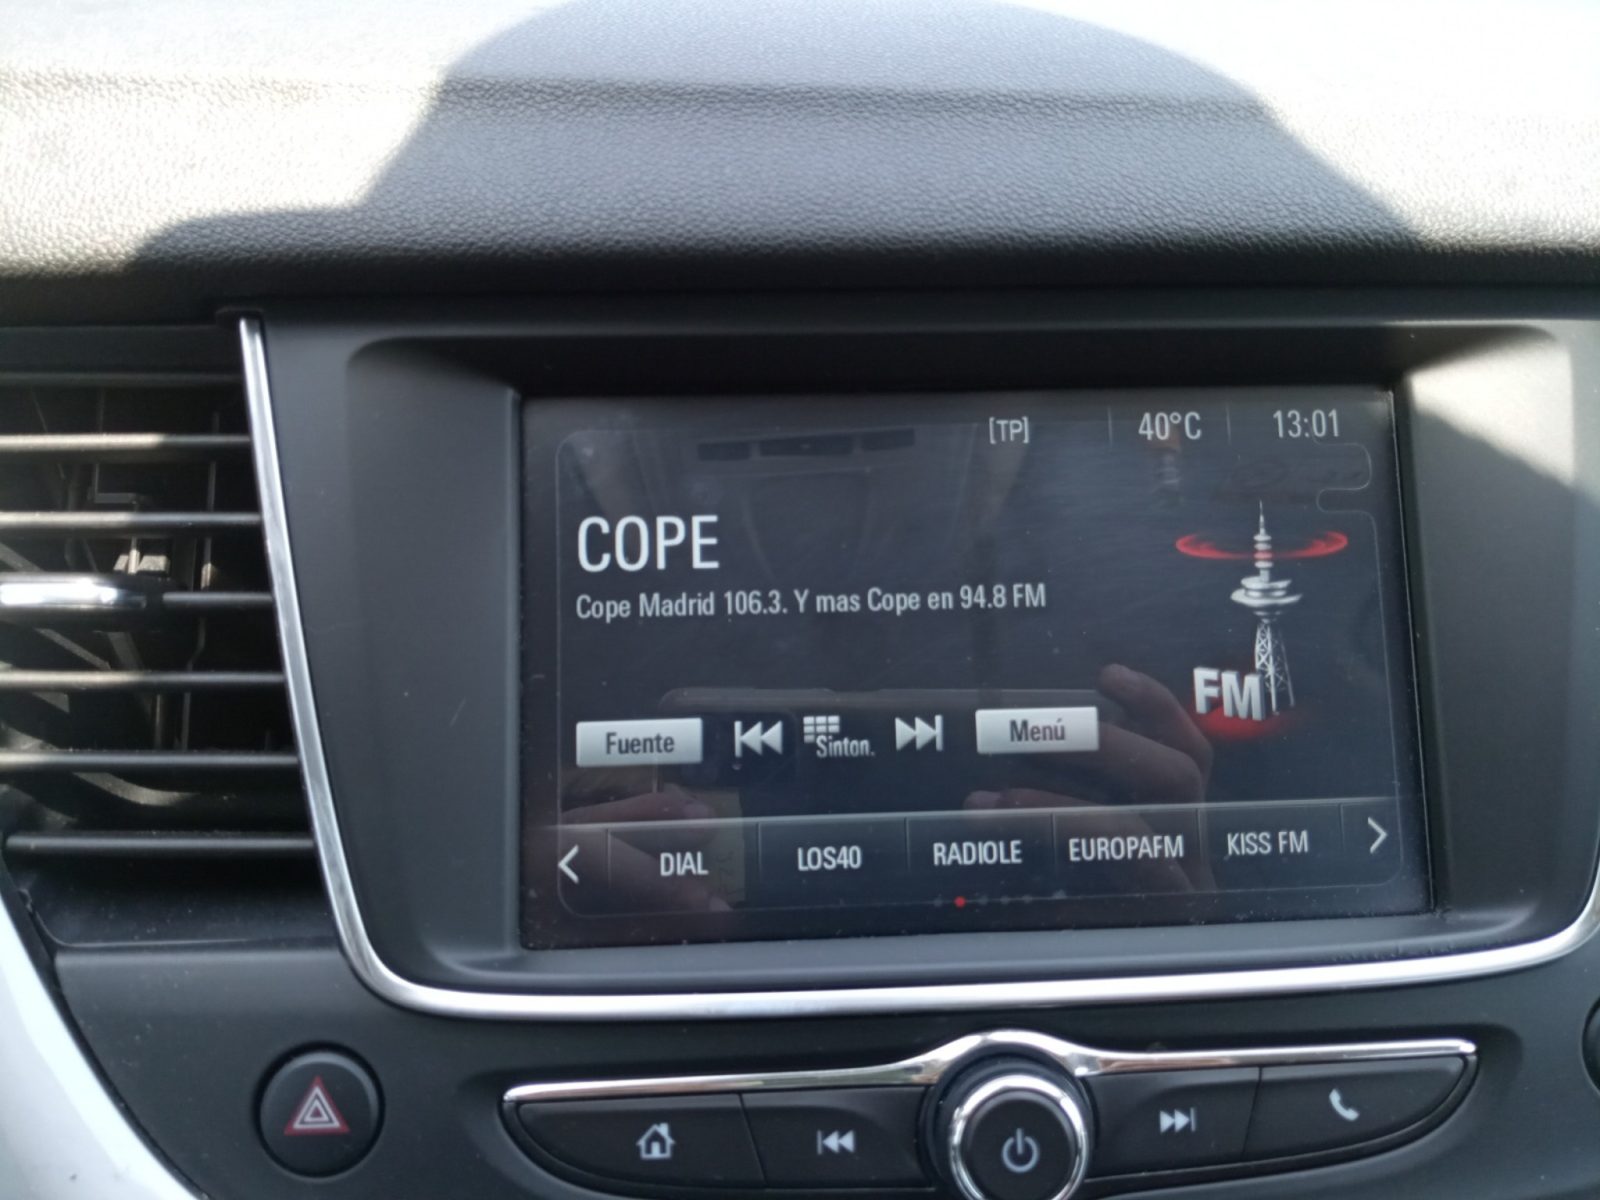 [TP] 40°C 13:01
COPE
Cope Madrid 106.3. Y mas Cope en 94.8 FM
FM
Fuente Sinton. Menú
DIAL LOS40 RADIOLE EUROPAFM KISS FM